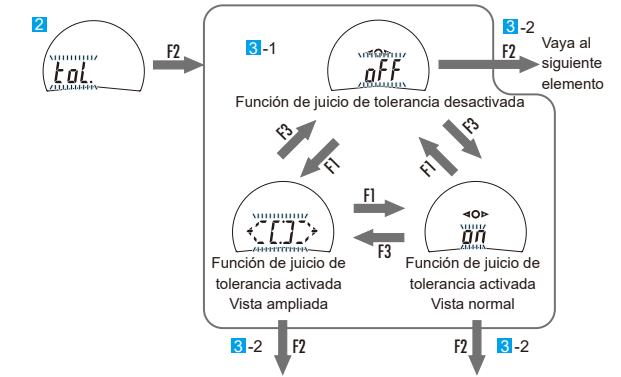 2
tol.
F2
3 -1
oFF
3 -2
F2
Vaya al
siguiente
elemento
Función de juicio de tolerancia desactivada
F3
F1
F3
F1
F1
F3
on
Función de juicio de
tolerancia activada
Vista ampliada
Función de juicio de
tolerancia activada
Vista normal
3 -2
F2
F2
3 -2